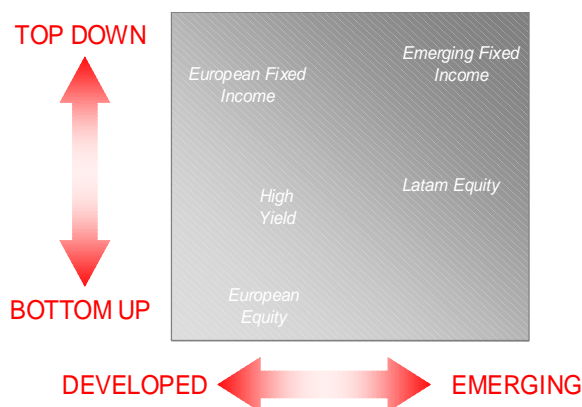 TOP DOWN
Emerging Fixed
Income
European Fixed
Income
Latam Equity
High
Yield
European
Equity
BOTTOM UP
DEVELOPED
EMERGING